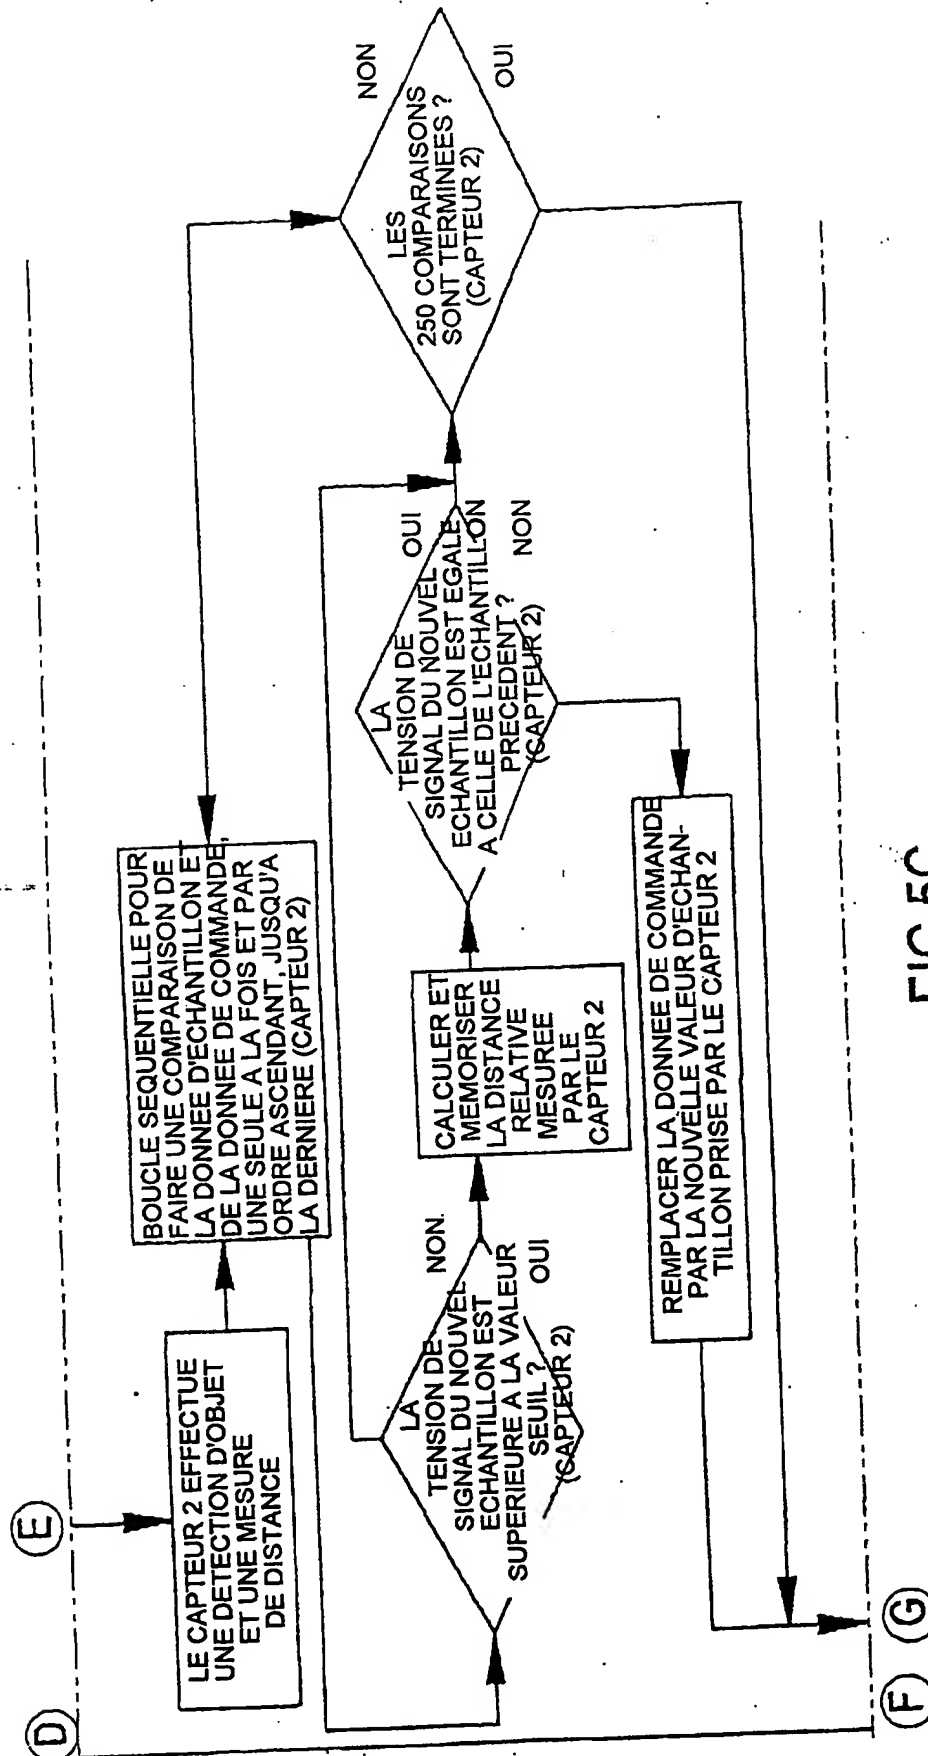 D
E
LE CAPTEUR 2 EFFECTUE
UNE DETECTION D'OBJET
ET UNE MESURE
DE DISTANCE
BOUCLE SEQUENTIELLE POUR
FAIRE UNE COMPARAISON DE
LA DONNEE D'ECHANTILLON ET
DE LA DONNEE DE COMMANDE,
UNE SEULE A LA FOIS ET PAR
ORDRE ASCENDANT, JUSQU'A
LA DERNIERE (CAPTEUR 2)
LA
TENSION DE
SIGNAL DU NOUVEL
ECHANTILLON EST
SUPERIEURE A LA VALEUR
SEUIL ?
(CAPTEUR 2)
NON.
OUI
CALCULER ET
MEMORISER
LA DISTANCE
RELATIVE
MESUREE
PAR LE
CAPTEUR 2
LA
TENSION DE
SIGNAL DU NOUVEL
ECHANTILLON EST EGALE
A CELLE DE L'ECHANTILLON
PRECEDENT ?
(CAPTEUR 2)
OUI
NON
LES
250 COMPARAISONS
SONT TERMINEES ?
(CAPTEUR 2)
NON
OUI
REMPLACER LA DONNEE DE COMMANDE
PAR LA NOUVELLE VALEUR D'ECHAN-
TILLON PRISE PAR LE CAPTEUR 2
F
G
FIG.5C